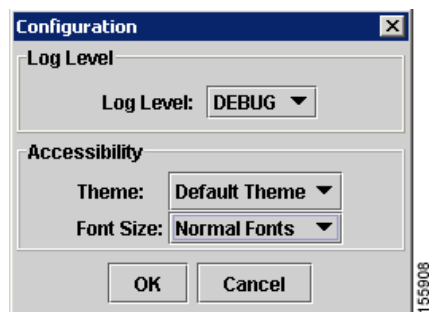 Configuration
Log Level
Log Level: DEBUG
Accessibility
Theme: Default Theme
Font Size: Normal Fonts
OK Cancel
155908